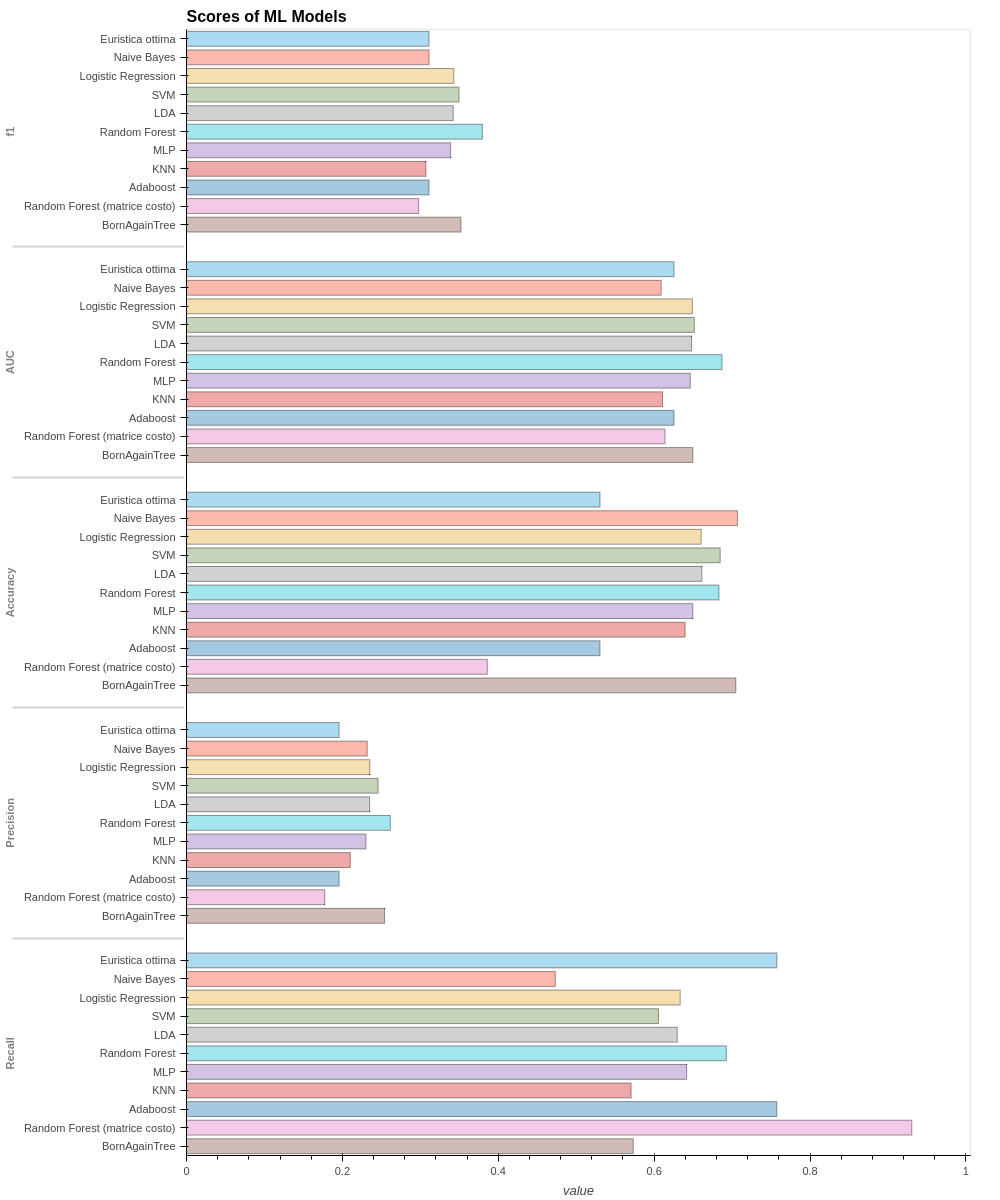 Scores of ML Models
f1
Euristica ottima
Naive Bayes
Logistic Regression
SVM
LDA
Random Forest
MLP
KNN
Adaboost
Random Forest (matrice costo)
BornAgainTree
AUC
Euristica ottima
Naive Bayes
Logistic Regression
SVM
LDA
Random Forest
MLP
KNN
Adaboost
Random Forest (matrice costo)
BornAgainTree
Accuracy
Euristica ottima
Naive Bayes
Logistic Regression
SVM
LDA
Random Forest
MLP
KNN
Adaboost
Random Forest (matrice costo)
BornAgainTree
Precision
Euristica ottima
Naive Bayes
Logistic Regression
SVM
LDA
Random Forest
MLP
KNN
Adaboost
Random Forest (matrice costo)
BornAgainTree
Recall
Euristica ottima
Naive Bayes
Logistic Regression
SVM
LDA
Random Forest
MLP
KNN
Adaboost
Random Forest (matrice costo)
BornAgainTree
0 0.2 0.4 0.6 0.8 1
value